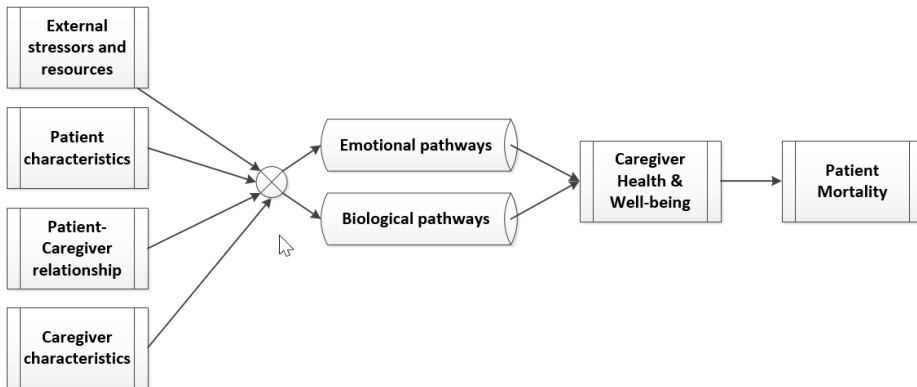 External
stressors and
resources
Patient
characteristics
Patient-
Caregiver
relationship
Caregiver
characteristics
Emotional pathways
Biological pathways
Caregiver
Health &
Well-being
Patient
Mortality